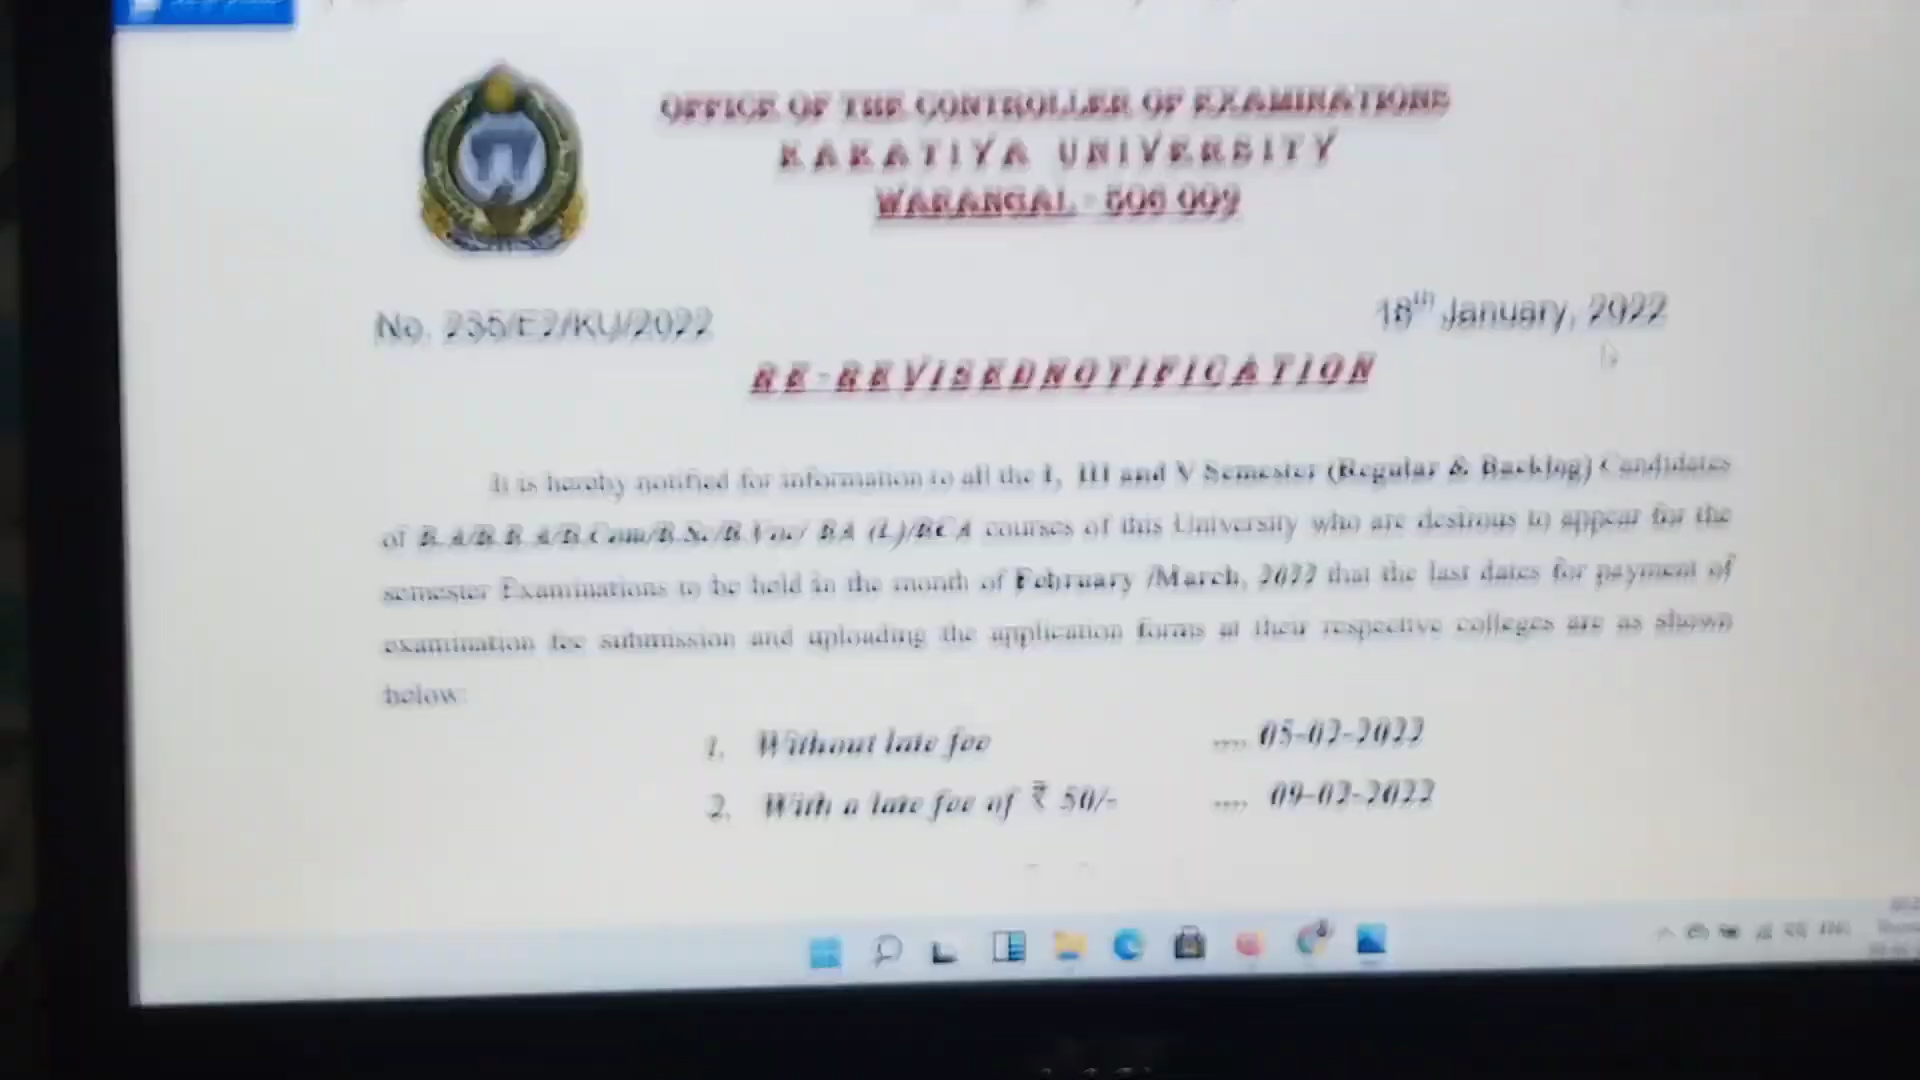 OFFICE OF THE CONTROLLER OF EXAMINATIONS
KAKATIYA UNIVERSITY
WARANGAL - 506 009
No. 235/E2/KU/2022
18th January, 2022
RE-REVISEDNOTIFICATION
It is hereby notified for information to all the I, III and V Semester (Regular & Backlog) Candidates
of B.A/B.B.A/B.Com/B.Sc/B.Voc/ BA (L)/BCA courses of this University who are desirous to appear for the
semester Examinations to be held in the month of February /March, 2022 that the last dates for payment of
examination fee submission and uploading the application forms at their respective colleges are as shown
below:
1. Without late fee .... 05-02-2022
2. With a late fee of ₹ 50/- .... 09-02-2022